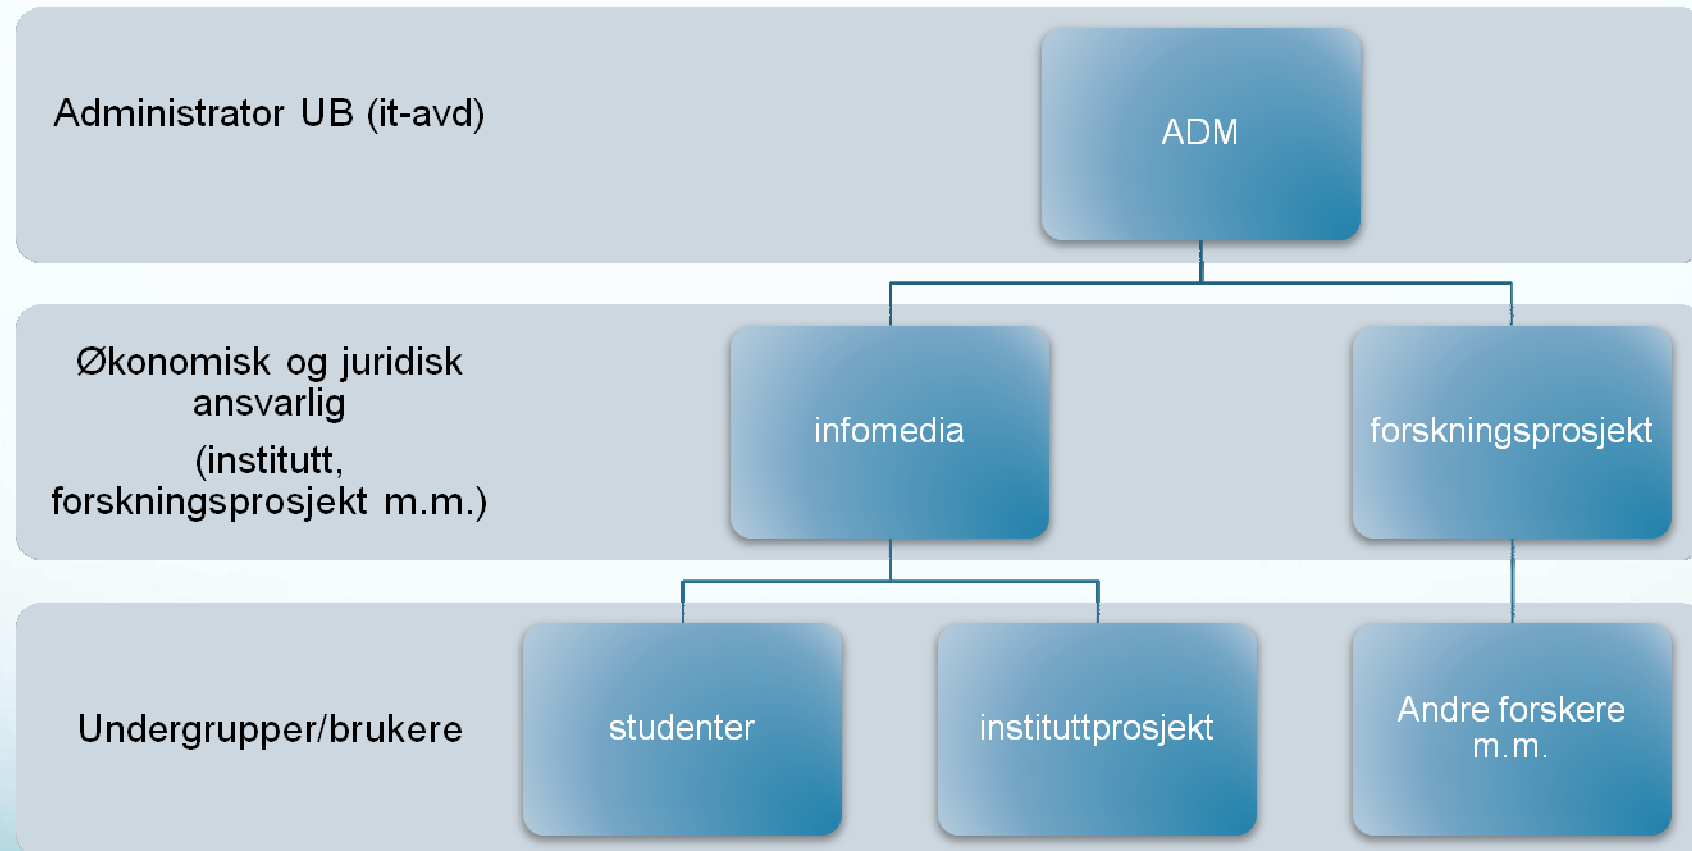 Administrator UB (it-avd)
ADM
Økonomisk og juridisk
ansvarlig
(institutt,
forskningsprosjekt m.m.)
infomedia
forskningsprosjekt
Undergrupper/brukere
studenter
instituttprosjekt
Andre forskere
m.m.